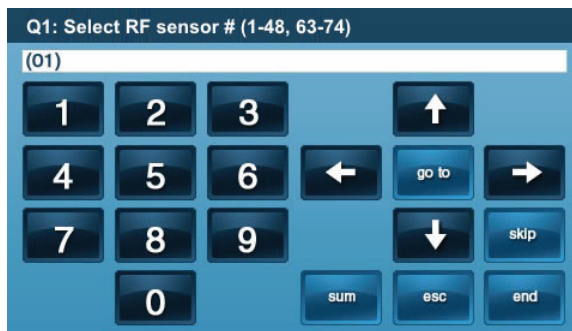 Q1: Select RF sensor # (1-48, 63-74)
(01)
1 2 3
4 5 6 go to
7 8 9 skip
0 sum esc end